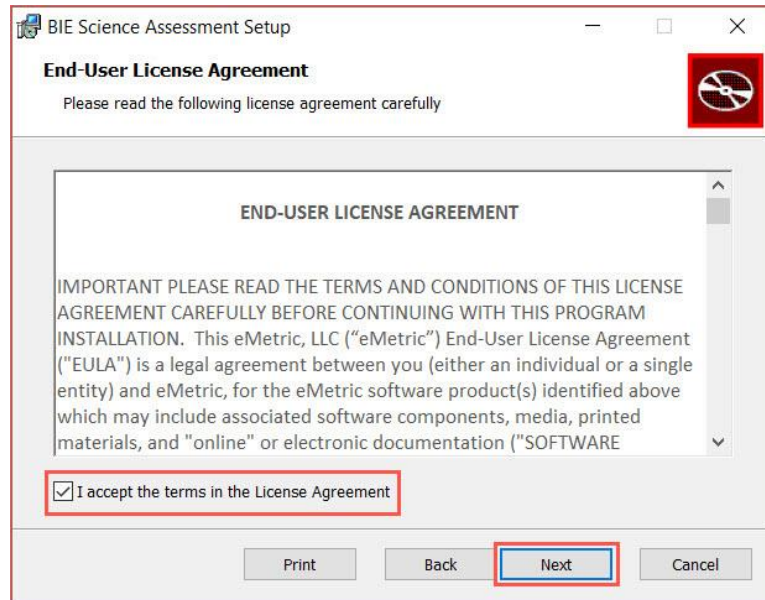 BIE Science Assessment Setup
End-User License Agreement
Please read the following license agreement carefully
END-USER LICENSE AGREEMENT
IMPORTANT PLEASE READ THE TERMS AND CONDITIONS OF THIS LICENSE
AGREEMENT CAREFULLY BEFORE CONTINUING WITH THIS PROGRAM
INSTALLATION. This eMetric, LLC (“eMetric”) End-User License Agreement
("EULA") is a legal agreement between you (either an individual or a single
entity) and eMetric, for the eMetric software product(s) identified above
which may include associated software components, media, printed
materials, and "online" or electronic documentation ("SOFTWARE
I accept the terms in the License Agreement
Print Back Next Cancel